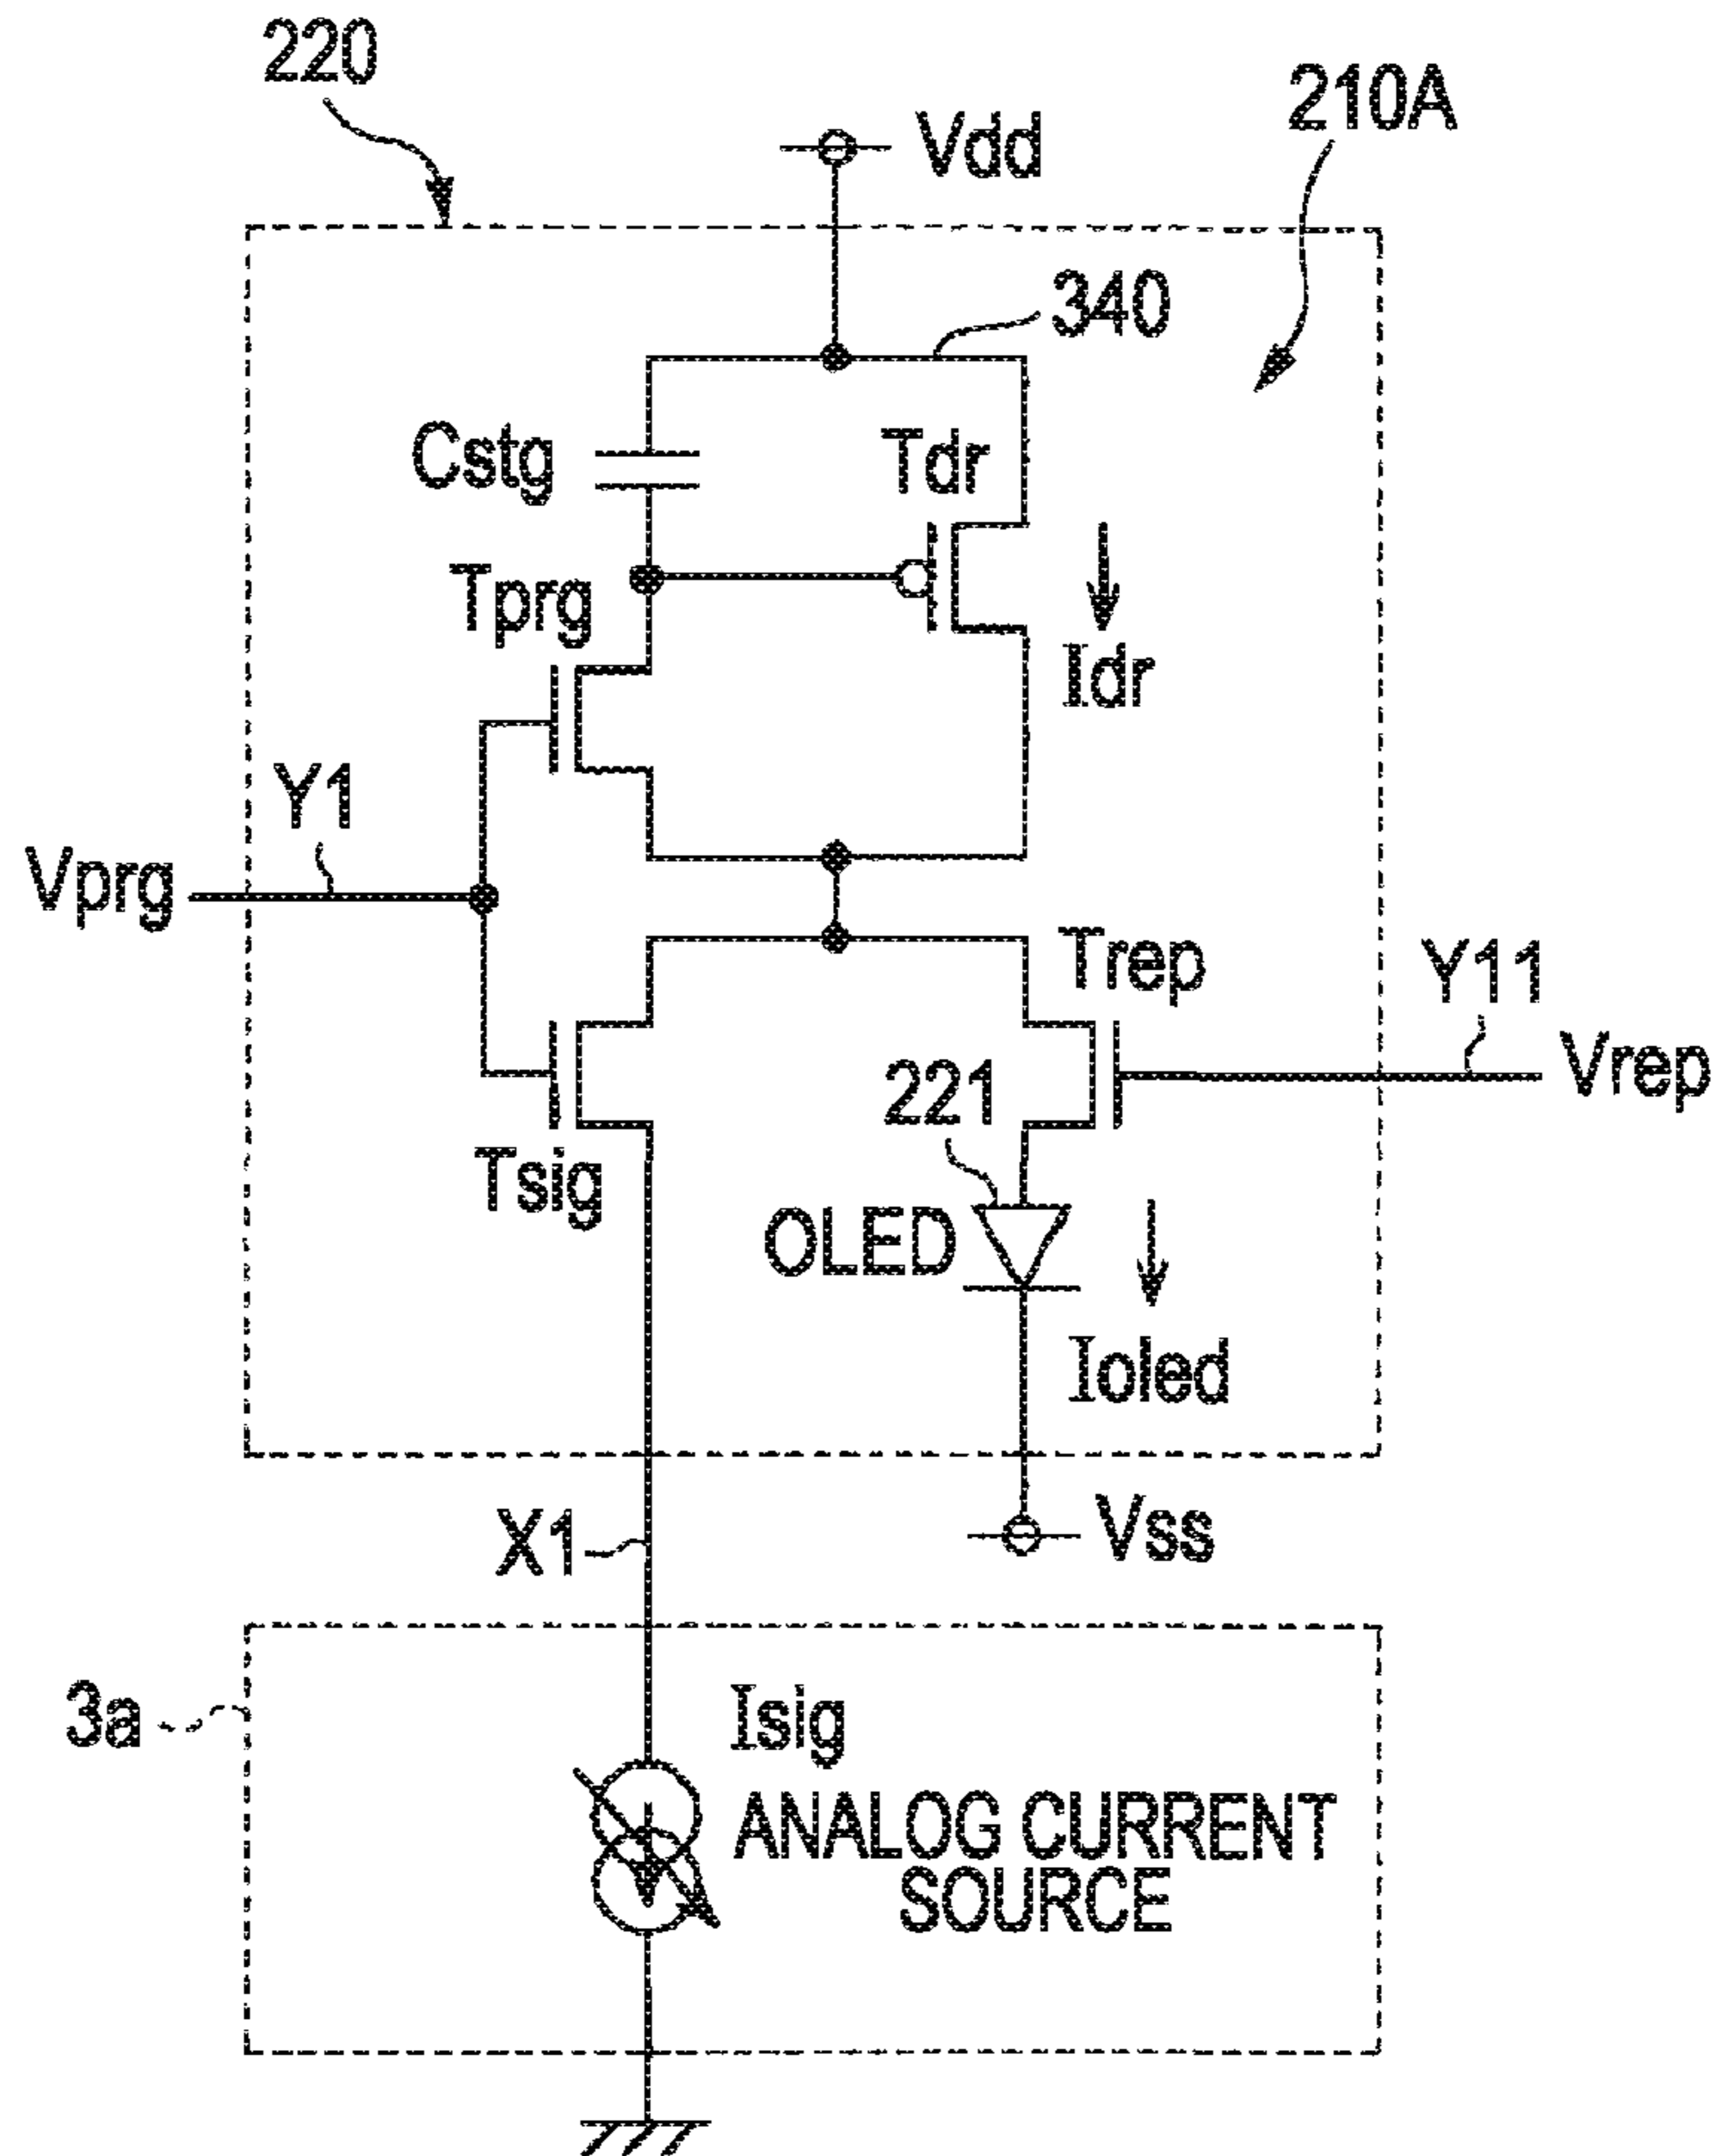 220
210A
Vdd
340
Cstg
Tdr
Tprg
Idr
Y1
Vprg
Trep
Y11
Vrep
221
Tsig
OLED
Ioled
X1
Vss
3a
Isig
ANALOG CURRENT
SOURCE